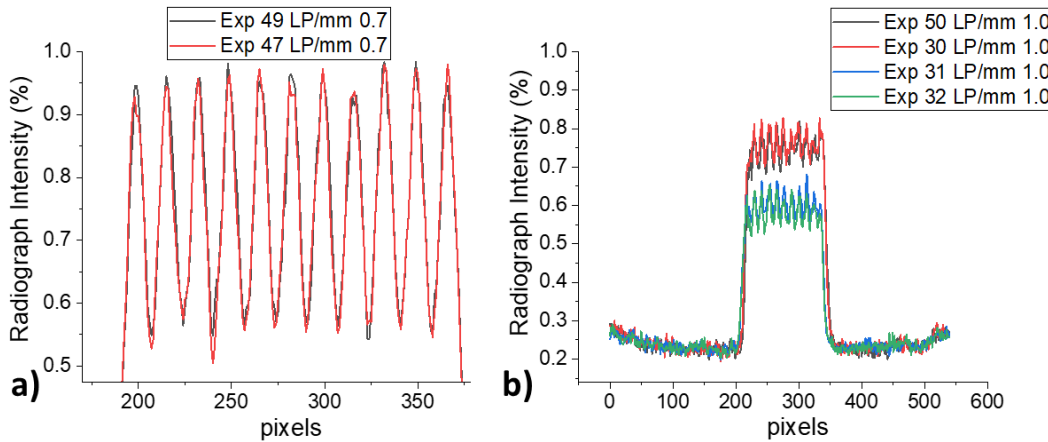 Exp 49 LP/mm 0.7
Exp 47 LP/mm 0.7
Radiograph Intensity (%)
1.0
0.9
0.8
0.7
0.6
0.5
200
250
300
350
pixels
a)
Exp 50 LP/mm 1.0
Exp 30 LP/mm 1.0
Exp 31 LP/mm 1.0
Exp 32 LP/mm 1.0
Radiograph Intensity (%)
1.0
0.9
0.8
0.7
0.6
0.5
0.3
0.2
0
100
200
300
400
500
600
pixels
b)